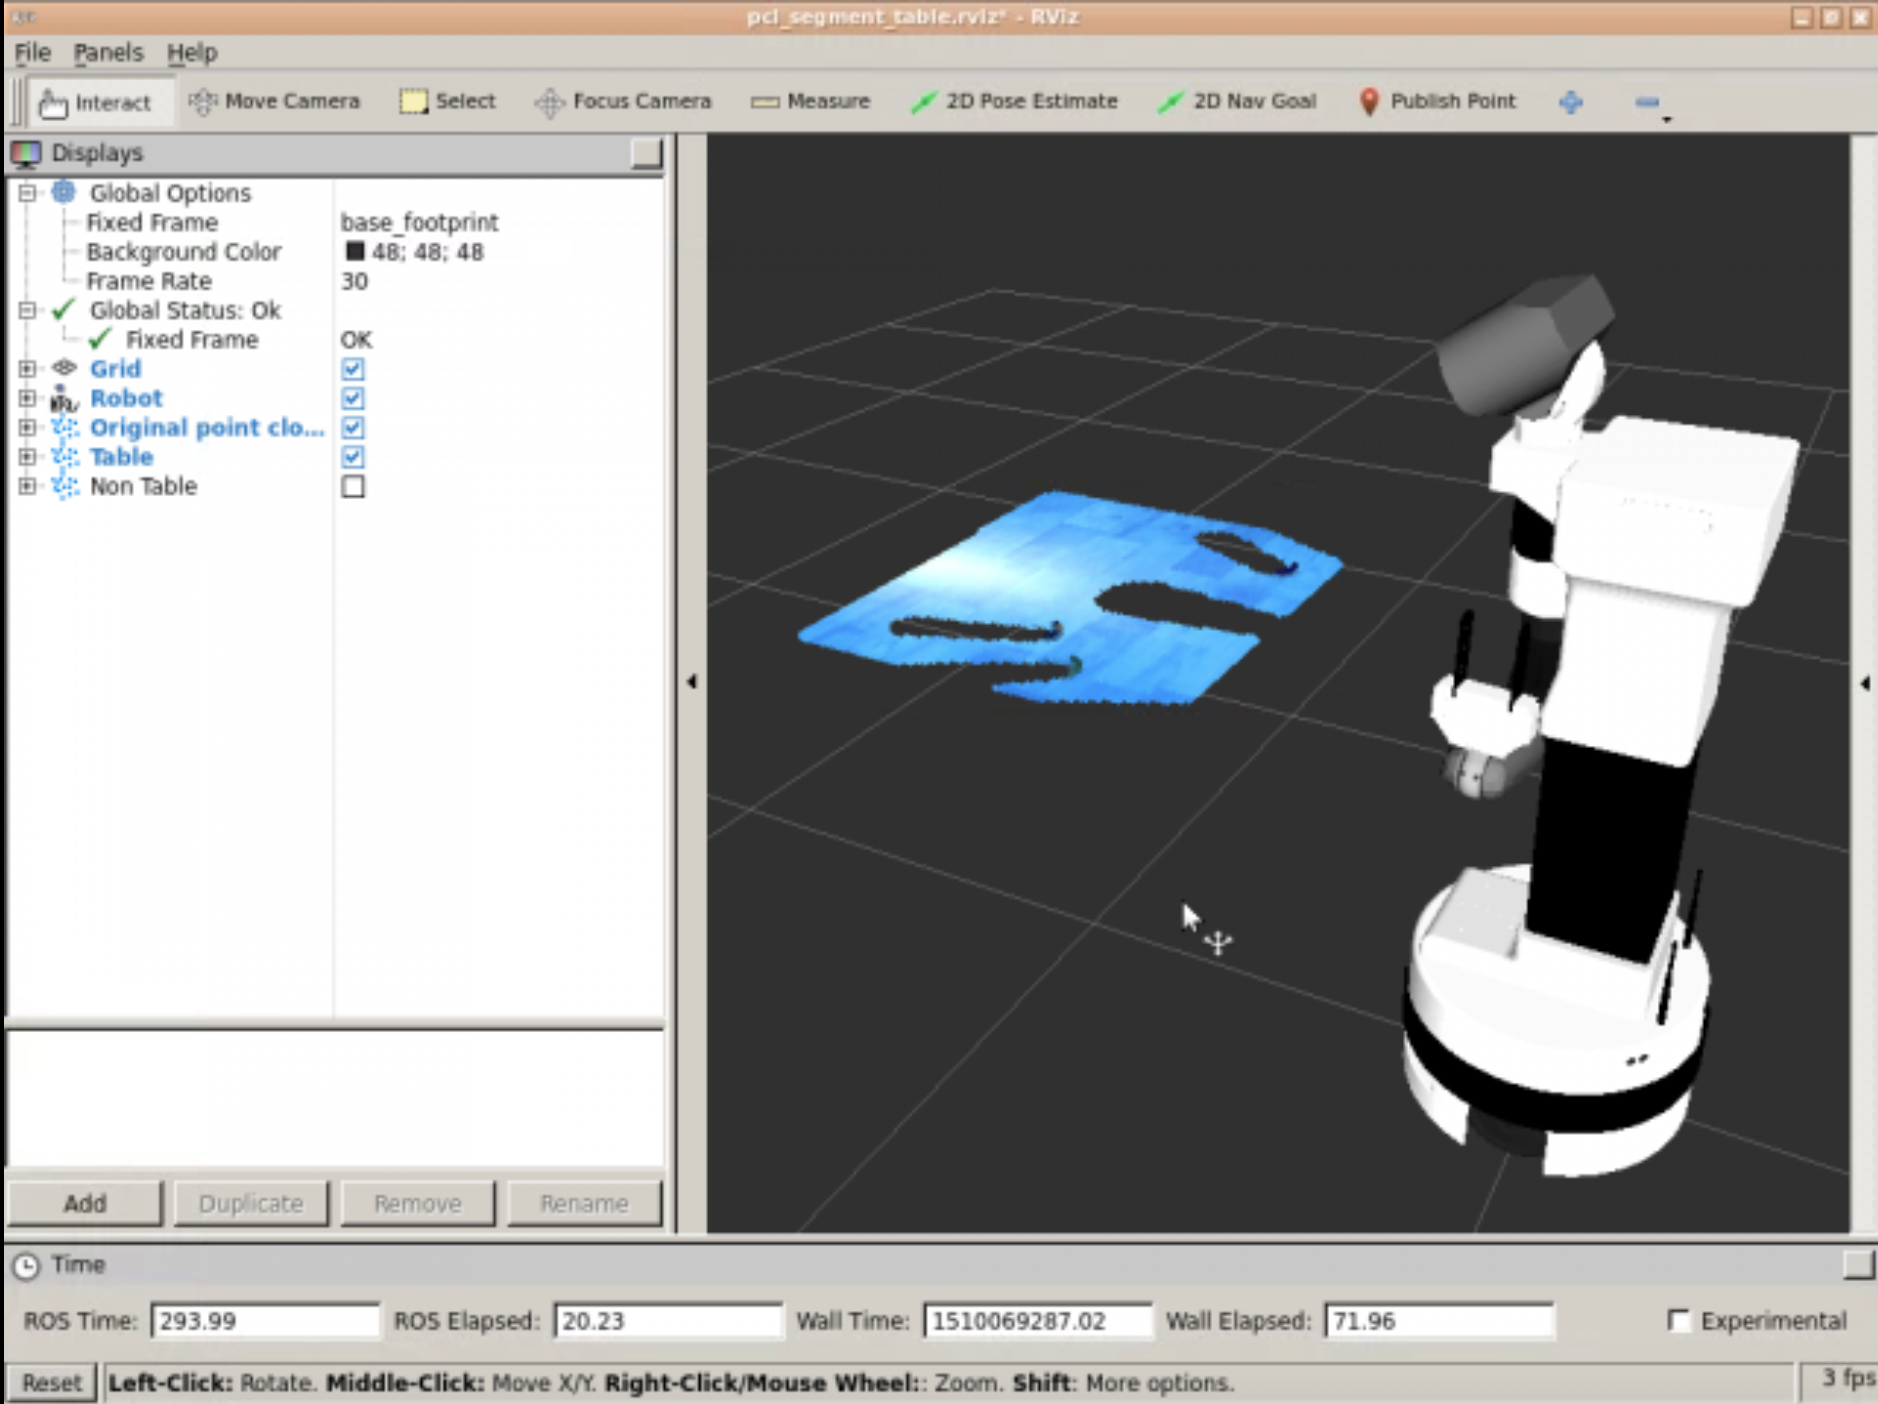 pcl_segment_table.rviz* - RViz
File Panels Help
Interact Move Camera Select Focus Camera Measure 2D Pose Estimate 2D Nav Goal Publish Point
Displays
Global Options
Fixed Frame base_footprint
Background Color 48; 48; 48
Frame Rate 30
Global Status: Ok
Fixed Frame OK
Grid
Robot
Original point clo...
Table
Non Table
Add Duplicate Remove Rename
Time
ROS Time: 293.99 ROS Elapsed: 20.23 Wall Time: 1510069287.02 Wall Elapsed: 71.96 Experimental
Reset Left-Click: Rotate. Middle-Click: Move X/Y. Right-Click/Mouse Wheel:: Zoom. Shift: More options. 3 fps